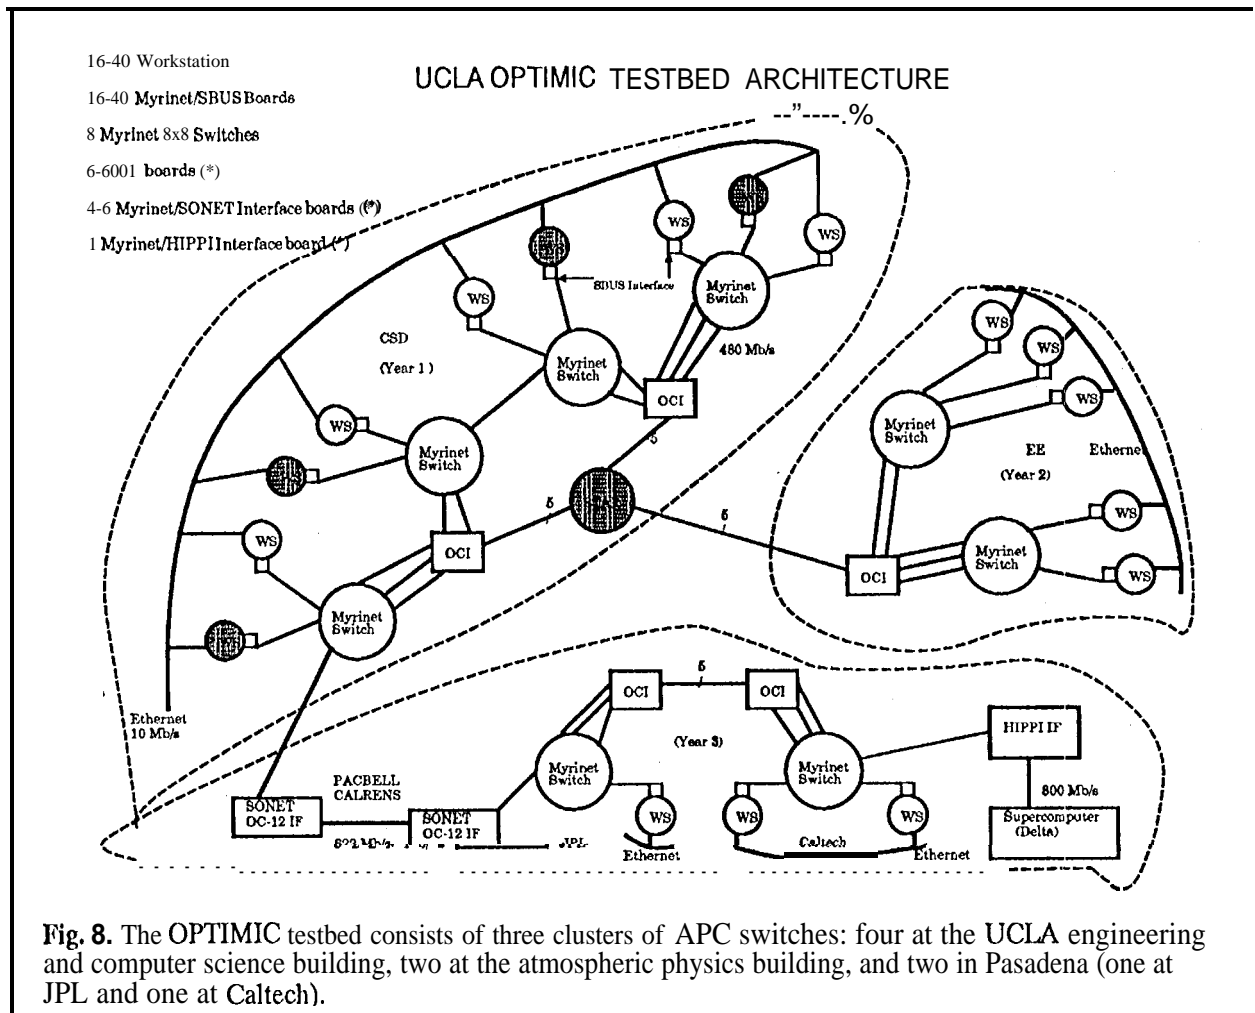 16-40 Workstation
16-40 Myrinet/SBUS Boards
8 Myrinet 8x8 Switches
6-6001 boards (*)
4-6 Myrinet/SONET Interface boards (*)
1 Myrinet/HIPPI Interface board (*)
UCLA OPTIMIC TESTBED ARCHITECTURE
--"-----.%
WS
WS
SBUS Interface
Myrinet
Switch
WS
480 Mb/s
CSD
(Year 1)
Myrinet
Switch
OCI
WS
Myrinet
Switch
5
WS
OCI
5
5
Myrinet
Switch
Ethernet
10 Mb/s
WS
WS
WS
Myrinet
Switch
EE
(Year 2)
Ethernet
WS
Myrinet
Switch
OCI
WS
OCI
5
OCI
(Year 3)
HIPPI IF
Myrinet
Switch
Myrinet
Switch
800 Mb/s
PACBELL
CALRENS
SONET
OC-12 IF
SONET
OC-12 IF
WS
WS
WS
Supercomputer
(Delta)
JPL
Ethernet
Caltech
Ethernet
Fig. 8. The OPTIMIC testbed consists of three clusters of APC switches: four at the UCLA engineering
and computer science building, two at the atmospheric physics building, and two in Pasadena (one at
JPL and one at Caltech).